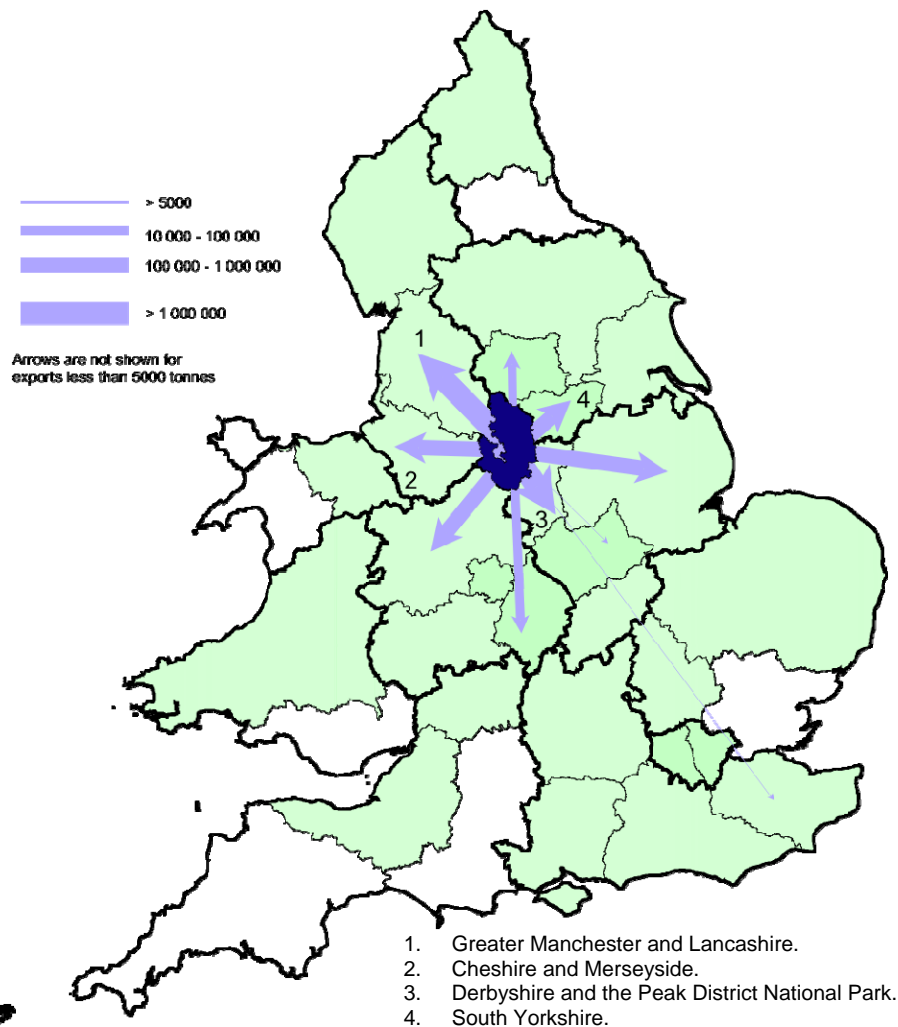 > 5000
10 000 - 100 000
100 000 - 1 000 000
> 1 000 000
Arrows are not shown for
exports less than 5000 tonnes
1
4
2
3
1. Greater Manchester and Lancashire.
2. Cheshire and Merseyside.
3. Derbyshire and the Peak District National Park.
4. South Yorkshire.